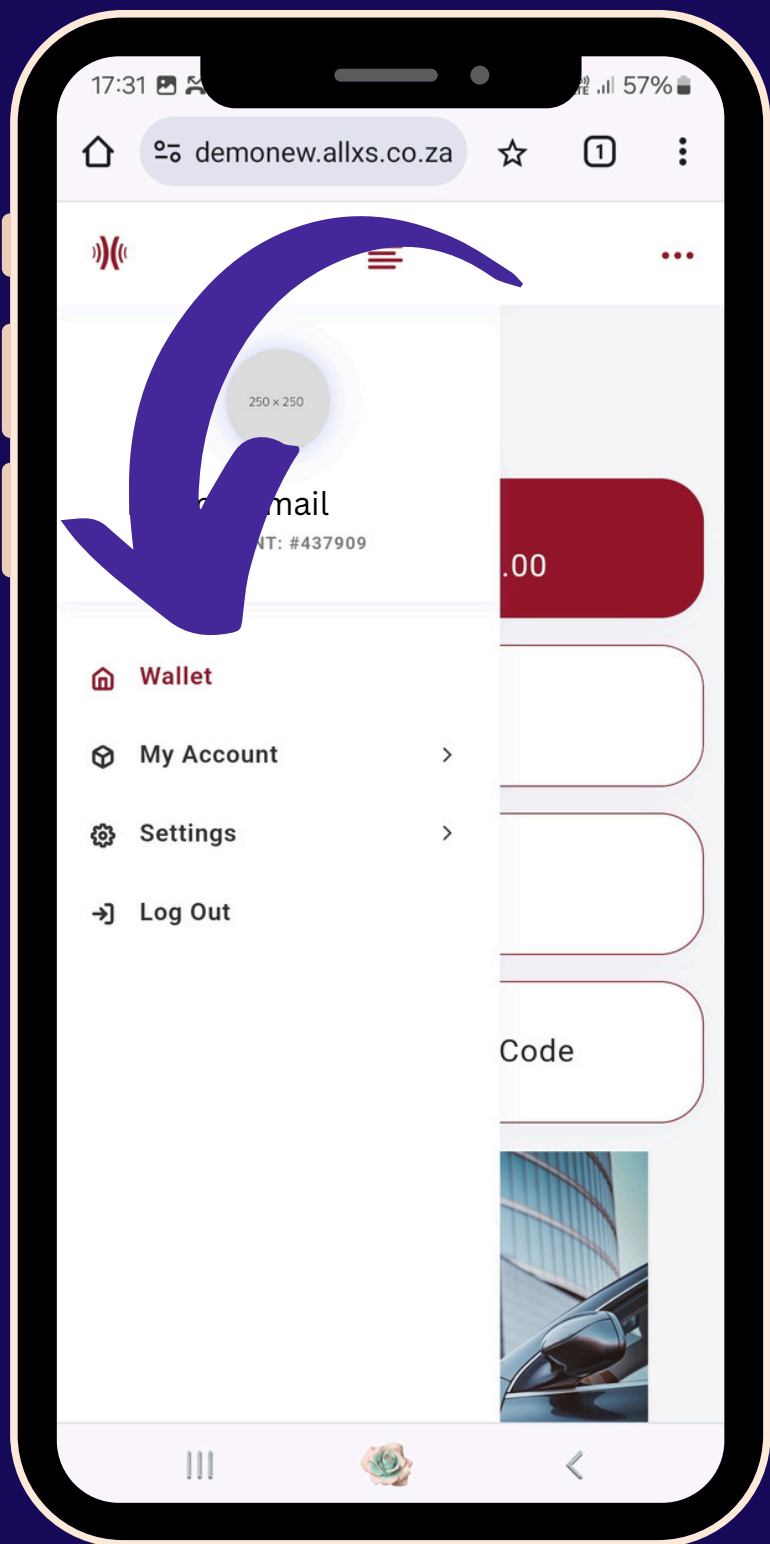 17:31
57%
demonew.allxs.co.za
1
250 × 250
mail
NT: #437909
.00
Wallet
My Account
Settings
Log Out
Code